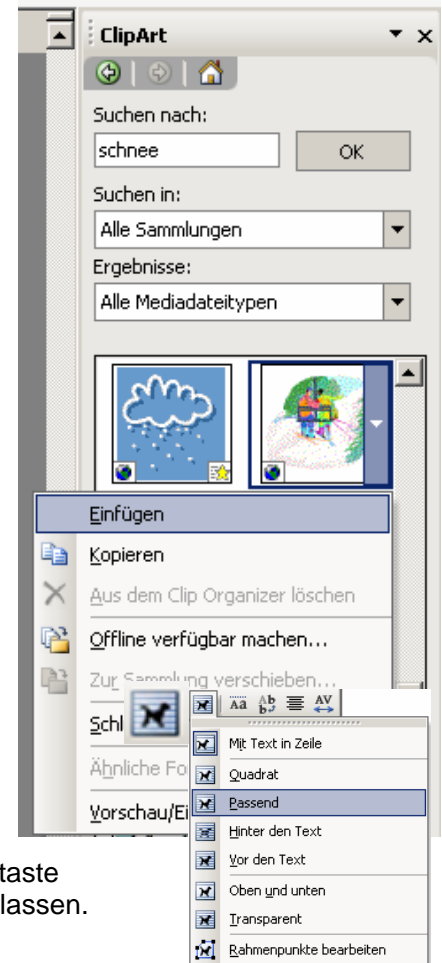 ClipArt
Suchen nach:
schnee
OK
Suchen in:
Alle Sammlungen
Ergebnisse:
Alle Mediadateitypen
Einfügen
Kopieren
Aus dem Clip Organizer löschen
Offline verfügbar machen...
Zur Sammlung verschieben...
Schl
Ähnliche Fo
Vorschau/Ei
Mit Text in Zeile
Quadrat
Passend
Hinter den Text
Vor den Text
Oben und unten
Transparent
Rahmenpunkte bearbeiten
taste
lassen.